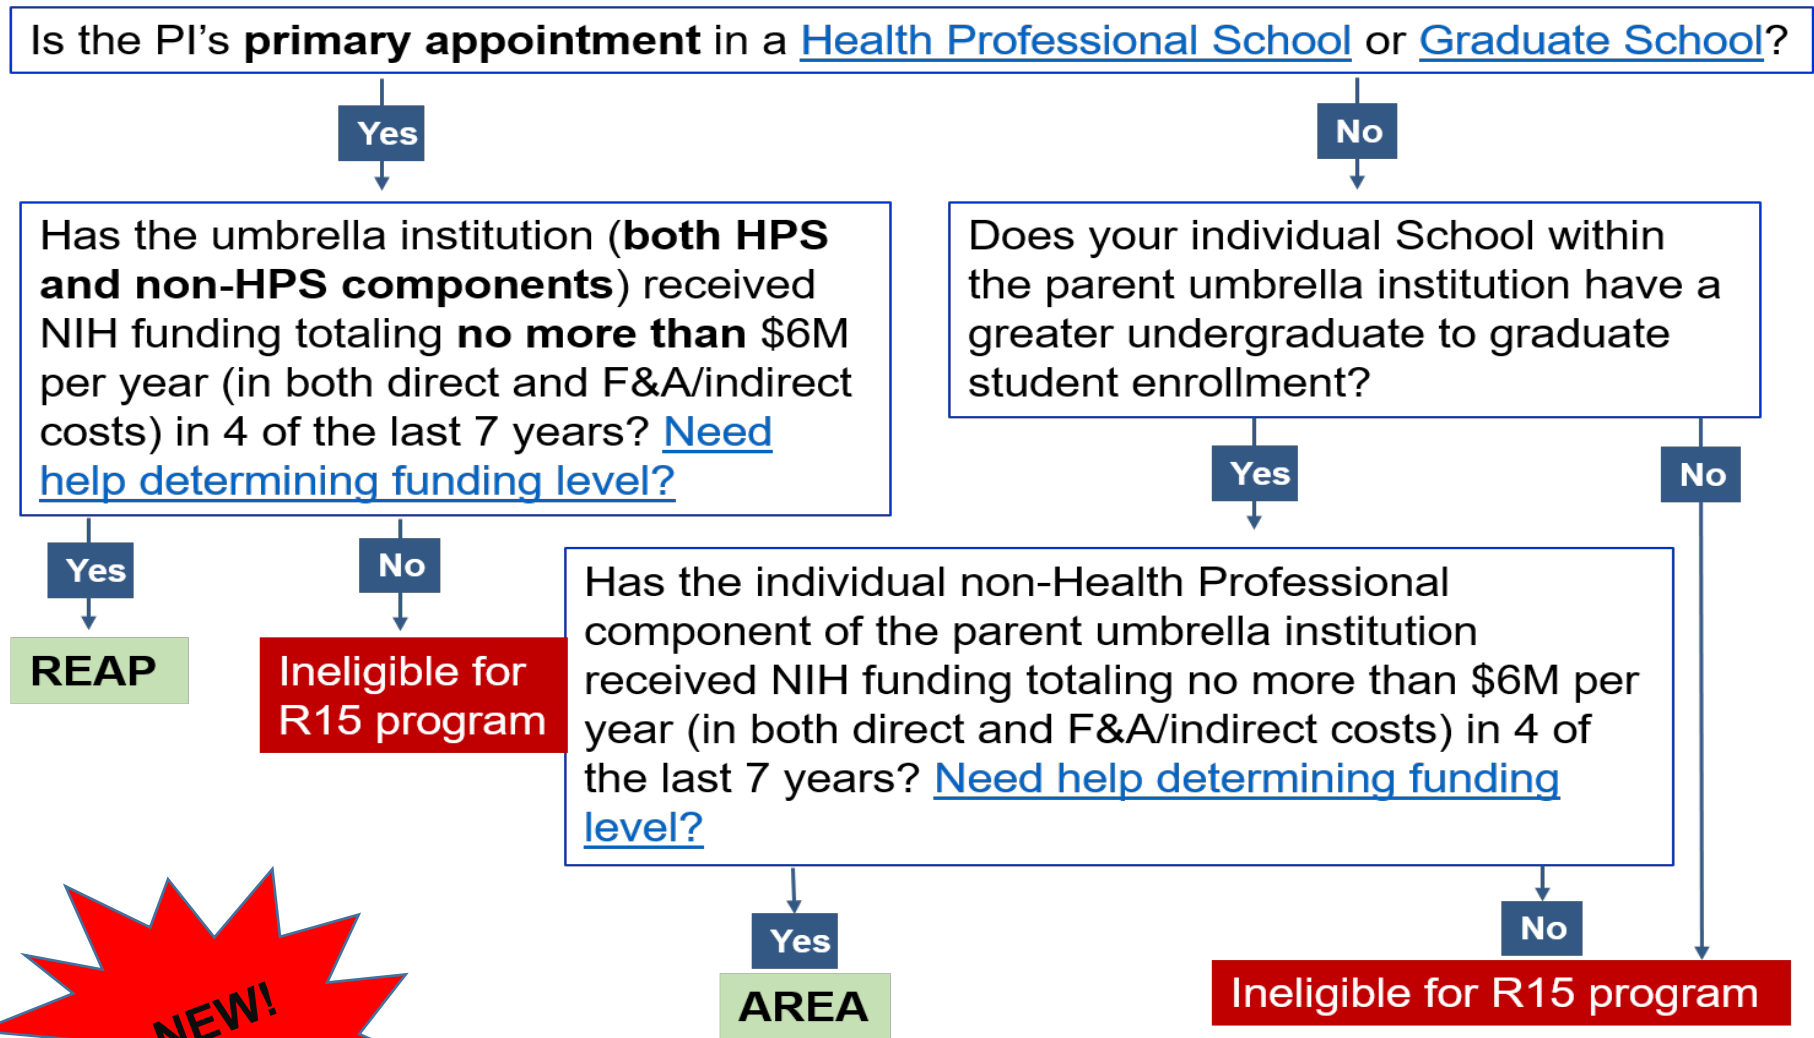 Is the PI’s primary appointment in a Health Professional School or Graduate School?
Yes
No
Has the umbrella institution (both HPS
and non-HPS components) received
NIH funding totaling no more than $6M
per year (in both direct and F&A/indirect
costs) in 4 of the last 7 years? Need
help determining funding level?
Does your individual School within
the parent umbrella institution have a
greater undergraduate to graduate
student enrollment?
Yes
No
Yes
No
REAP
Ineligible for
R15 program
Has the individual non-Health Professional
component of the parent umbrella institution
received NIH funding totaling no more than $6M per
year (in both direct and F&A/indirect costs) in 4 of
the last 7 years? Need help determining funding
level?
Yes
No
AREA
Ineligible for R15 program
NEW!